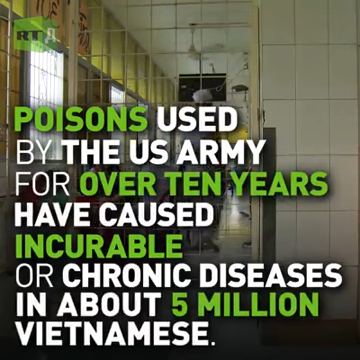 RTД
POISONS USED
BY THE US ARMY
FOR OVER TEN YEARS
HAVE CAUSED
INCURABLE
OR CHRONIC DISEASES
IN ABOUT 5 MILLION
VIETNAMESE.